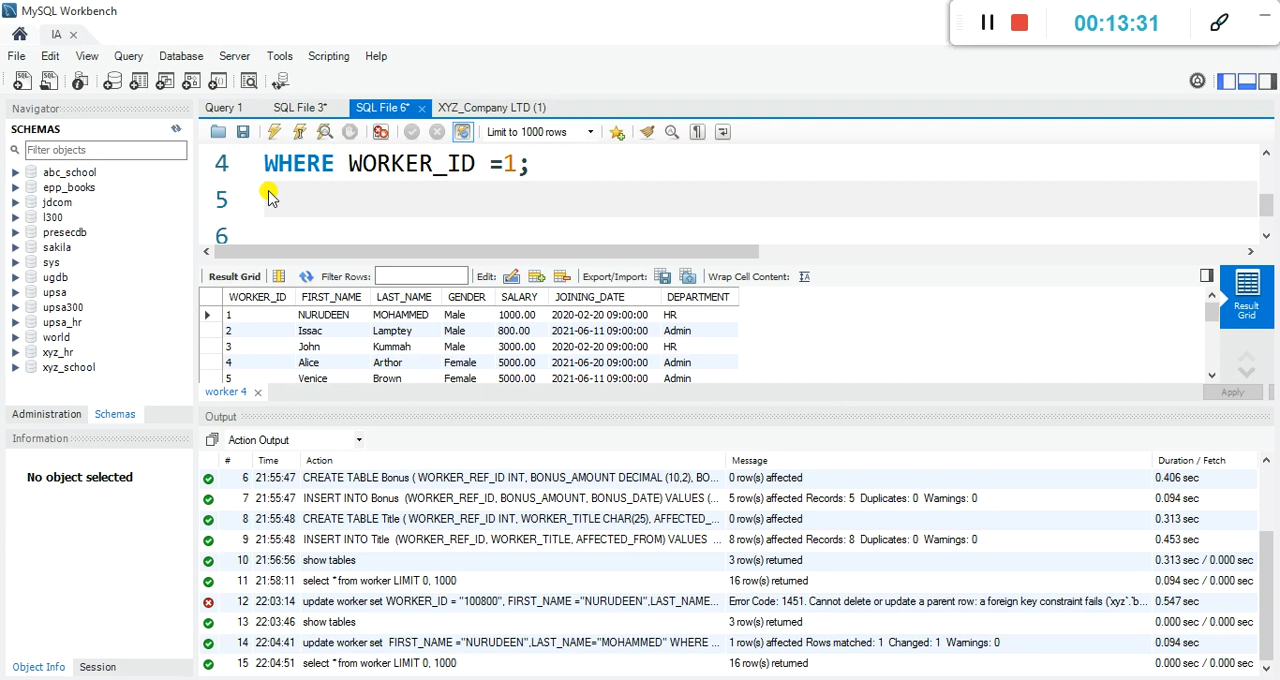 MySQL Workbench
00:13:31
IA
File Edit View Query Database Server Tools Scripting Help
Navigator
SCHEMAS
Filter objects
abc_school
epp_books
jdcom
l300
presecdb
sakila
sys
ugdb
upsa
upsa300
upsa_hr
world
xyz_hr
xyz_school
Administration Schemas
Information
No object selected
Object Info Session
Query 1 SQL File 3* SQL File 6* XYZ_Company LTD (1)
Limit to 1000 rows
4 WHERE WORKER_ID =1;
5
6
Result Grid Filter Rows: Edit: Export/Import: Wrap Cell Content:
WORKER_ID FIRST_NAME LAST_NAME GENDER SALARY JOINING_DATE DEPARTMENT
1 NURUDEEN MOHAMMED Male 1000.00 2020-02-20 09:00:00 HR
2 Issac Lamptey Male 800.00 2021-06-11 09:00:00 Admin
3 John Kummah Male 3000.00 2020-02-20 09:00:00 HR
4 Alice Arthor Female 5000.00 2021-06-20 09:00:00 Admin
5 Venice Brown Female 5000.00 2021-06-11 09:00:00 Admin
Result Grid
worker 4
Apply
Output
Action Output
# Time Action Message Duration / Fetch
6 21:55:47 CREATE TABLE Bonus ( WORKER_REF_ID INT, BONUS_AMOUNT DECIMAL (10,2), BO... 0 row(s) affected 0.406 sec
7 21:55:47 INSERT INTO Bonus (WORKER_REF_ID, BONUS_AMOUNT, BONUS_DATE) VALUES (... 5 row(s) affected Records: 5 Duplicates: 0 Warnings: 0 0.094 sec
8 21:55:48 CREATE TABLE Title ( WORKER_REF_ID INT, WORKER_TITLE CHAR(25), AFFECTED_... 0 row(s) affected 0.313 sec
9 21:55:48 INSERT INTO Title (WORKER_REF_ID, WORKER_TITLE, AFFECTED_FROM) VALUES ... 8 row(s) affected Records: 8 Duplicates: 0 Warnings: 0 0.453 sec
10 21:56:56 show tables 3 row(s) returned 0.313 sec / 0.000 sec
11 21:58:11 select * from worker LIMIT 0, 1000 16 row(s) returned 0.094 sec / 0.000 sec
12 22:03:14 update worker set WORKER_ID = "100800", FIRST_NAME ="NURUDEEN",LAST_NAME... Error Code: 1451. Cannot delete or update a parent row: a foreign key constraint fails (`xyz`.`b... 0.547 sec
13 22:03:46 show tables 3 row(s) returned 0.000 sec / 0.000 sec
14 22:04:41 update worker set FIRST_NAME ="NURUDEEN",LAST_NAME="MOHAMMED" WHERE ... 1 row(s) affected Rows matched: 1 Changed: 1 Warnings: 0 0.094 sec
15 22:04:51 select * from worker LIMIT 0, 1000 16 row(s) returned 0.000 sec / 0.000 sec